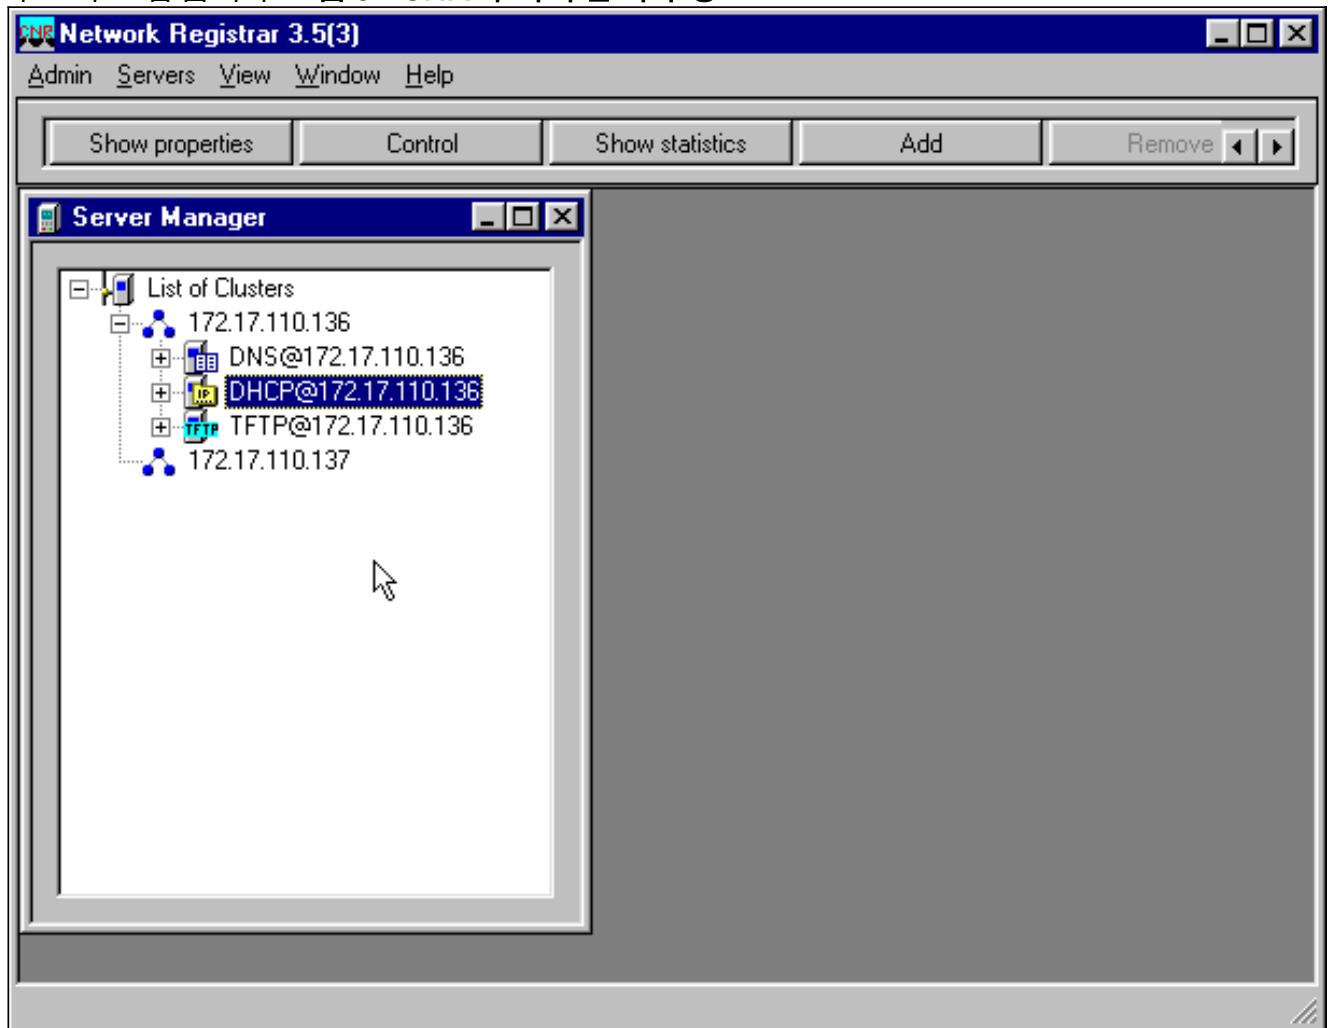 Network Registrar 3.5(3)
Admin Servers View Window Help
Show properties Control Show statistics Add Remove
Server Manager
List of Clusters
172.17.110.136
DNS@172.17.110.136
DHCP@172.17.110.136
TFTP@172.17.110.136
172.17.110.137